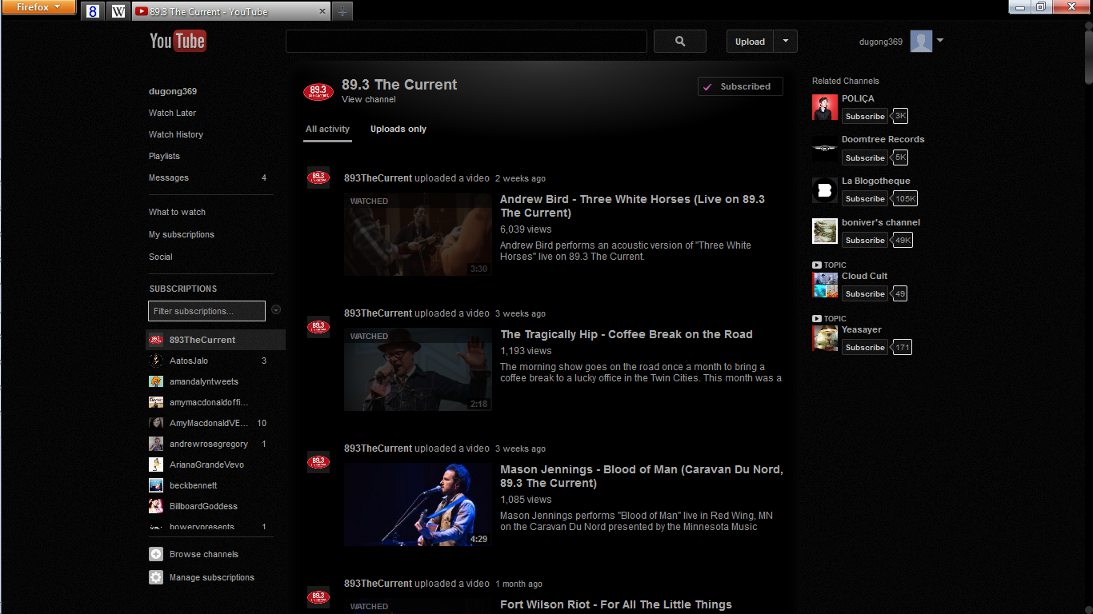 Firefox
8
W
89.3 The Current - YouTube
YouTube
Upload
dugong369
dugong369
Watch Later
Watch History
Playlists
Messages 4
What to watch
My subscriptions
Social
SUBSCRIPTIONS
Filter subscriptions...
893TheCurrent
AatosJalo 3
amandalyntweets
amymacdonaldoffi...
AmyMacdonaldVE... 10
andrewrosegregory 1
ArianaGrandeVevo
beckbennett
BillboardGoddess
bowerypresents 1
Browse channels
Manage subscriptions
89.3
89.3 The Current
View channel
Subscribed
All activity
Uploads only
893TheCurrent uploaded a video 2 weeks ago
WATCHED
3:30
Andrew Bird - Three White Horses (Live on 89.3
The Current)
6,039 views
Andrew Bird performs an acoustic version of "Three White
Horses" live on 89.3 The Current.
893TheCurrent uploaded a video 3 weeks ago
WATCHED
2:18
The Tragically Hip - Coffee Break on the Road
1,193 views
The morning show goes on the road once a month to bring a
coffee break to a lucky office in the Twin Cities. This month was a
893TheCurrent uploaded a video 3 weeks ago
4:29
Mason Jennings - Blood of Man (Caravan Du Nord,
89.3 The Current)
1,085 views
Mason Jennings performs "Blood of Man" live in Red Wing, MN
on the Caravan Du Nord presented by the Minnesota Music
893TheCurrent uploaded a video 1 month ago
WATCHED
Fort Wilson Riot - For All The Little Things
Related Channels
POLIÇA
Subscribe 3K
Doomtree Records
Subscribe 5K
La Blogotheque
Subscribe 105K
boniver's channel
Subscribe 49K
TOPIC
Cloud Cult
Subscribe 49
TOPIC
Yeasayer
Subscribe 171